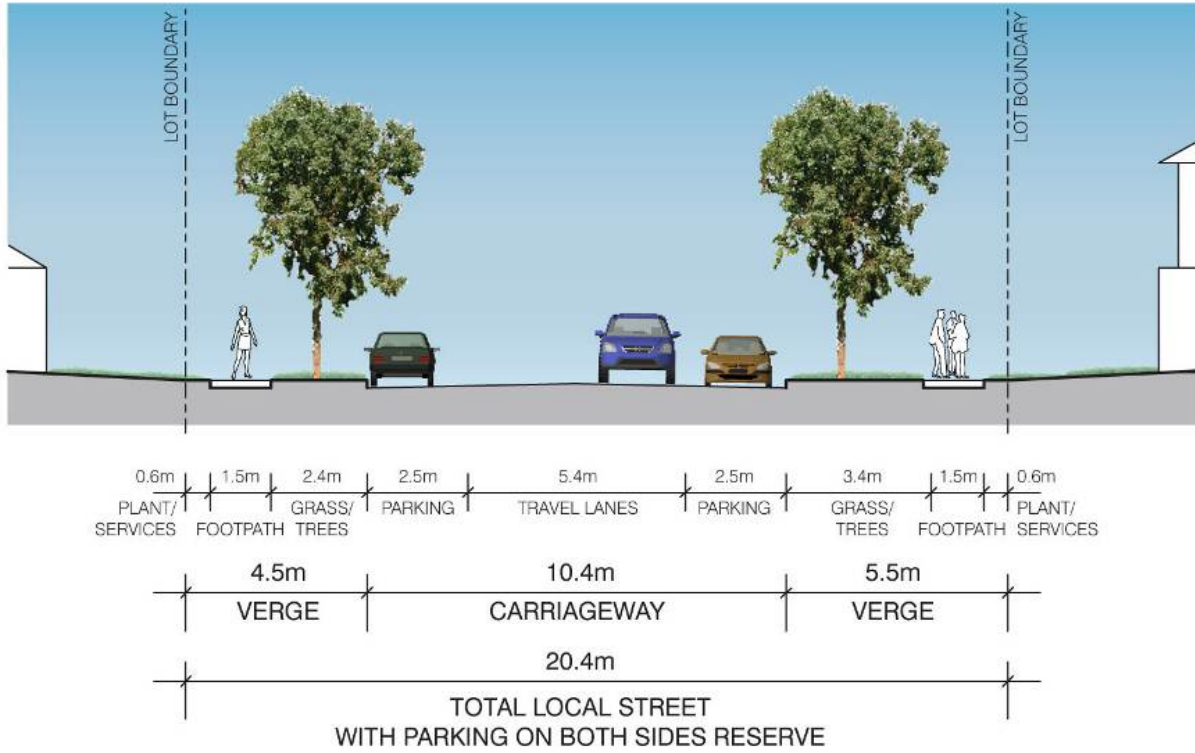 LOT BOUNDARY
LOT BOUNDARY
0.6m 1.5m 2.4m 2.5m 5.4m 2.5m 3.4m 1.5m 0.6m
PLANT/ GRASS/ PARKING TRAVEL LANES PARKING GRASS/ PLANT/
SERVICES FOOTPATH TREES TREES FOOTPATH SERVICES
4.5m 10.4m 5.5m
VERGE CARRIAGEWAY VERGE
20.4m
TOTAL LOCAL STREET
WITH PARKING ON BOTH SIDES RESERVE